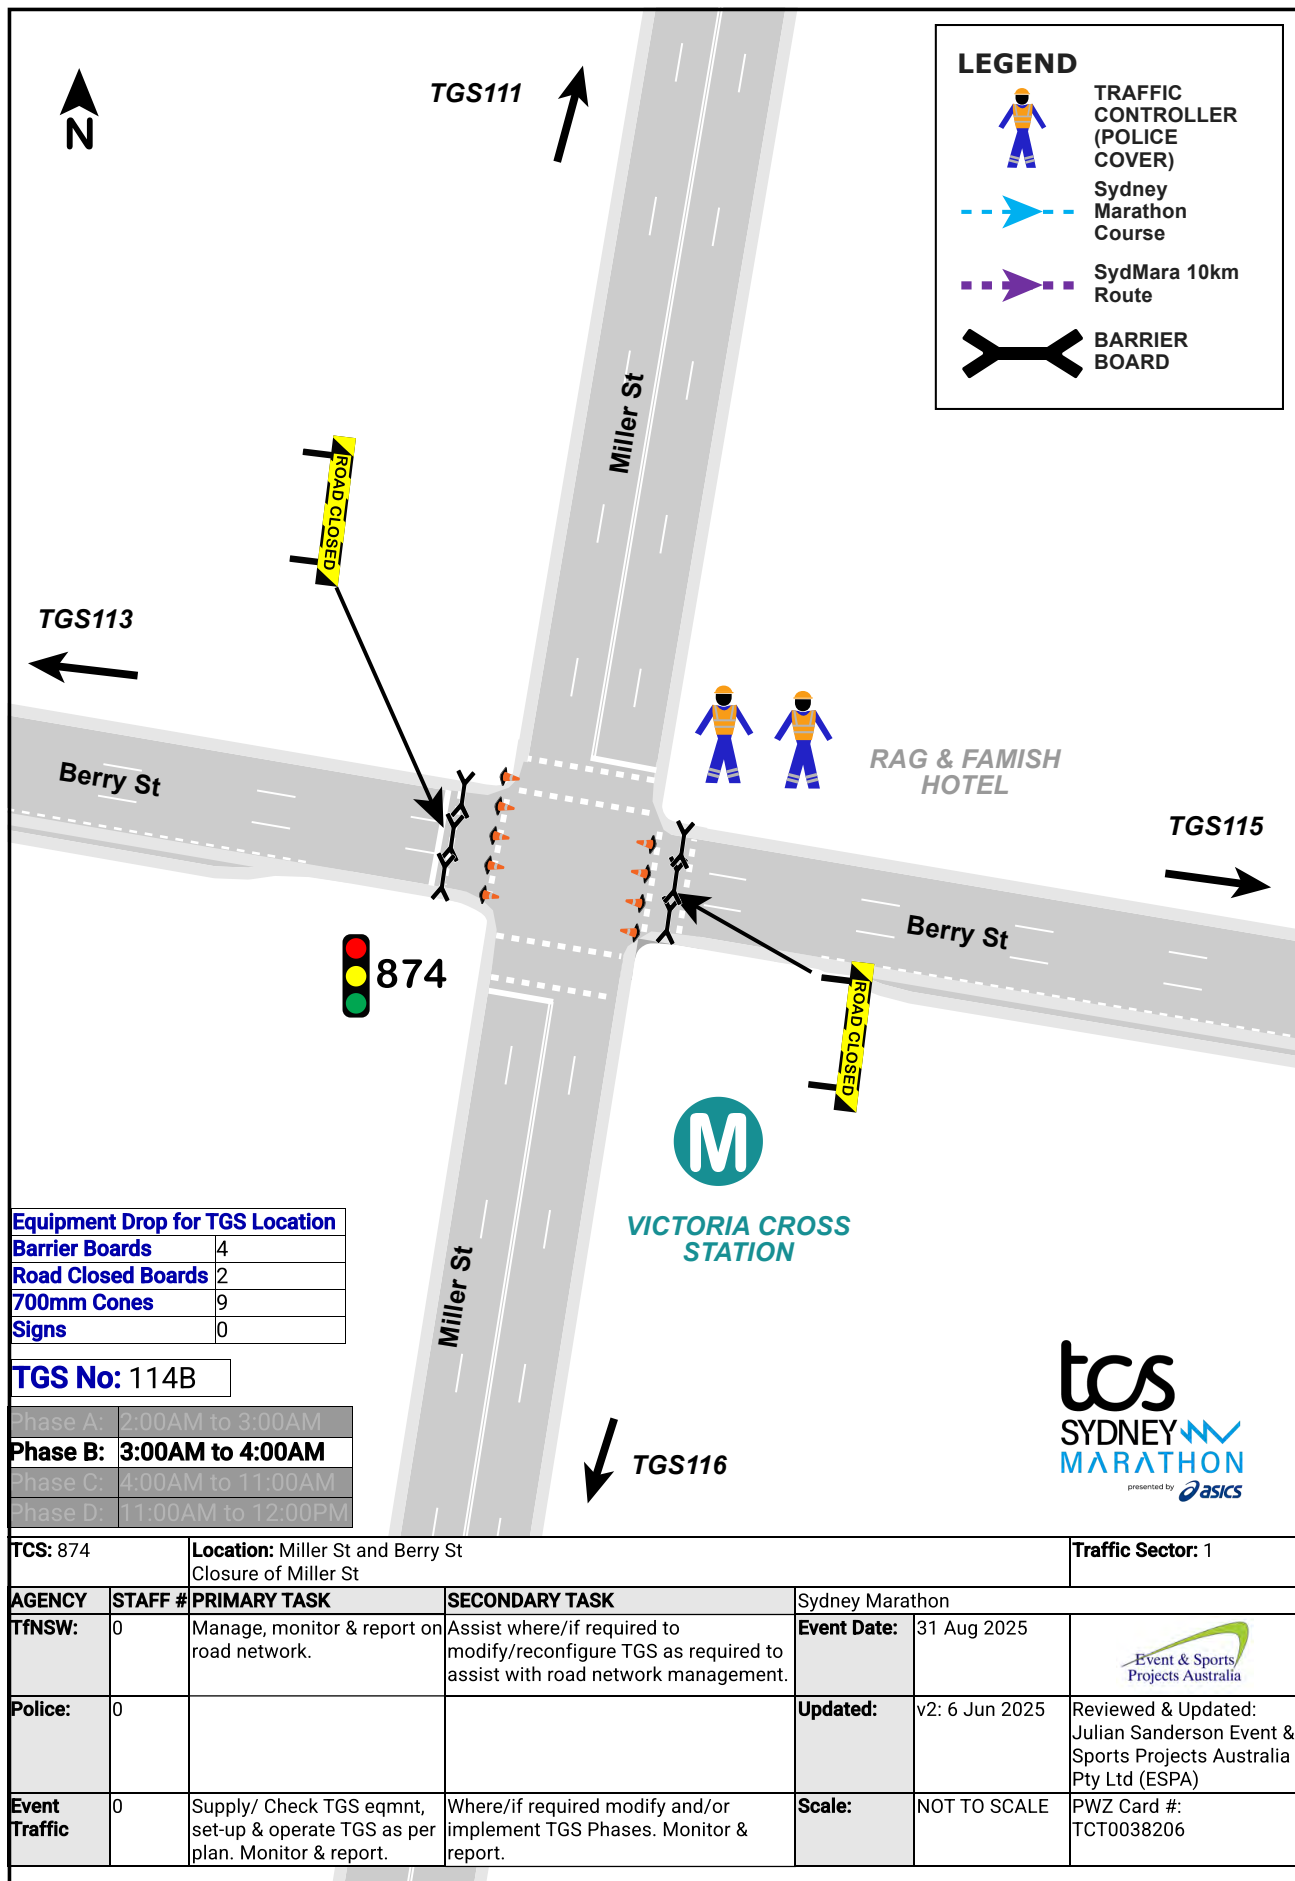 LEGEND
TRAFFIC
CONTROLLER
(POLICE
COVER)
Sydney
Marathon
Course
SydMara 10km
Route
BARRIER
BOARD
N
TGS111
Miller St
ROAD CLOSED
TGS113
Berry St
RAG & FAMISH
HOTEL
TGS115
Berry St
874
ROAD CLOSED
M
VICTORIA CROSS
STATION
Miller St
TGS116
Equipment Drop for TGS Location
Barrier Boards 4
Road Closed Boards 2
700mm Cones 9
Signs 0
TGS No: 114B
Phase A: 2:00AM to 3:00AM
Phase B: 3:00AM to 4:00AM
Phase C: 4:00AM to 11:00AM
Phase D: 11:00AM to 12:00PM
tcs
SYDNEY
MARATHON
presented by asics
TCS: 874
Location: Miller St and Berry St
Closure of Miller St
Traffic Sector: 1
AGENCY STAFF # PRIMARY TASK SECONDARY TASK Sydney Marathon
TfNSW: 0
Manage, monitor & report on
road network.
Assist where/if required to
modify/reconfigure TGS as required to
assist with road network management.
Event Date: 31 Aug 2025
Event & Sports
Projects Australia
Police: 0
Updated: v2: 6 Jun 2025
Reviewed & Updated:
Julian Sanderson Event &
Sports Projects Australia
Pty Ltd (ESPA)
Event
Traffic
0
Supply/ Check TGS eqmnt,
set-up & operate TGS as per
plan. Monitor & report.
Where/if required modify and/or
implement TGS Phases. Monitor &
report.
Scale: NOT TO SCALE
PWZ Card #:
TCT0038206